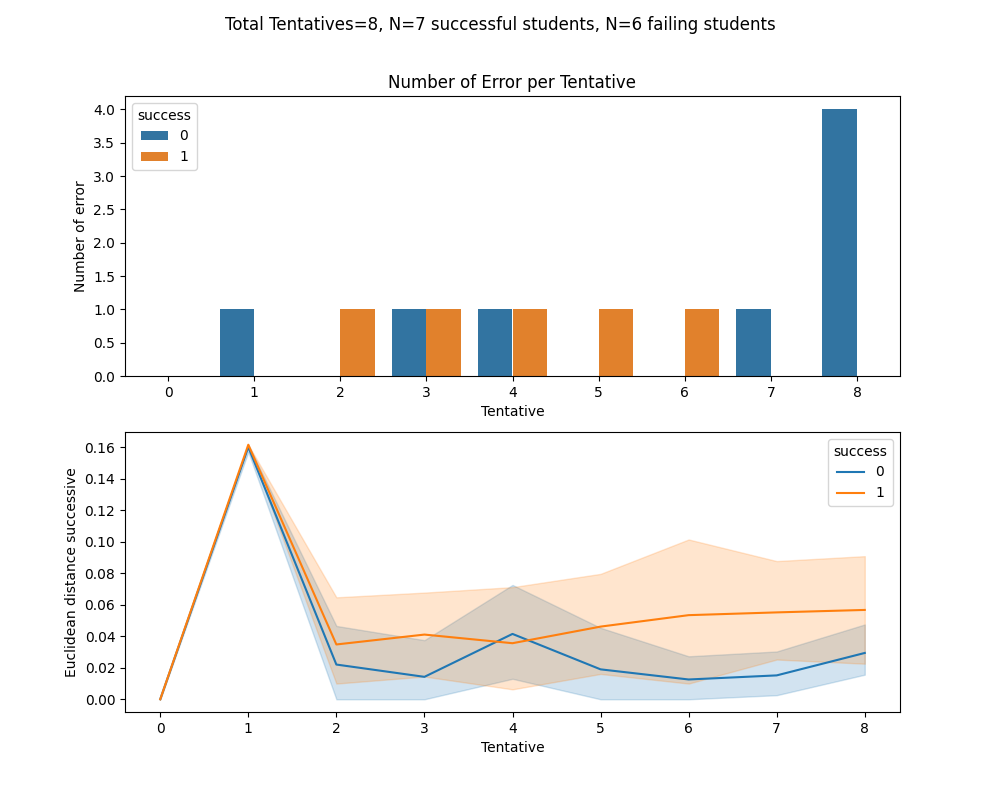 Total Tentatives=8, N=7 successful students, N=6 failing students
Number of Error per Tentative
success
0
1
Number of error
4.0
3.5
3.0
2.5
2.0
1.5
1.0
0.5
0.0
0 1 2 3 4 5 6 7 8
Tentative
success
0
1
Euclidean distance successive
0.16
0.14
0.12
0.10
0.08
0.06
0.04
0.02
0.00
0 1 2 3 4 5 6 7 8
Tentative